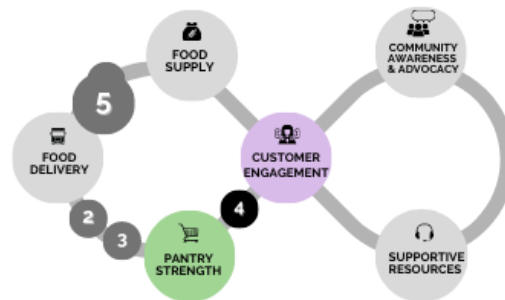 FOOD
SUPPLY
COMMUNITY
AWARENESS
& ADVOCACY
5
FOOD
DELIVERY
CUSTOMER
ENGAGEMENT
2
3
4
PANTRY
STRENGTH
SUPPORTIVE
RESOURCES